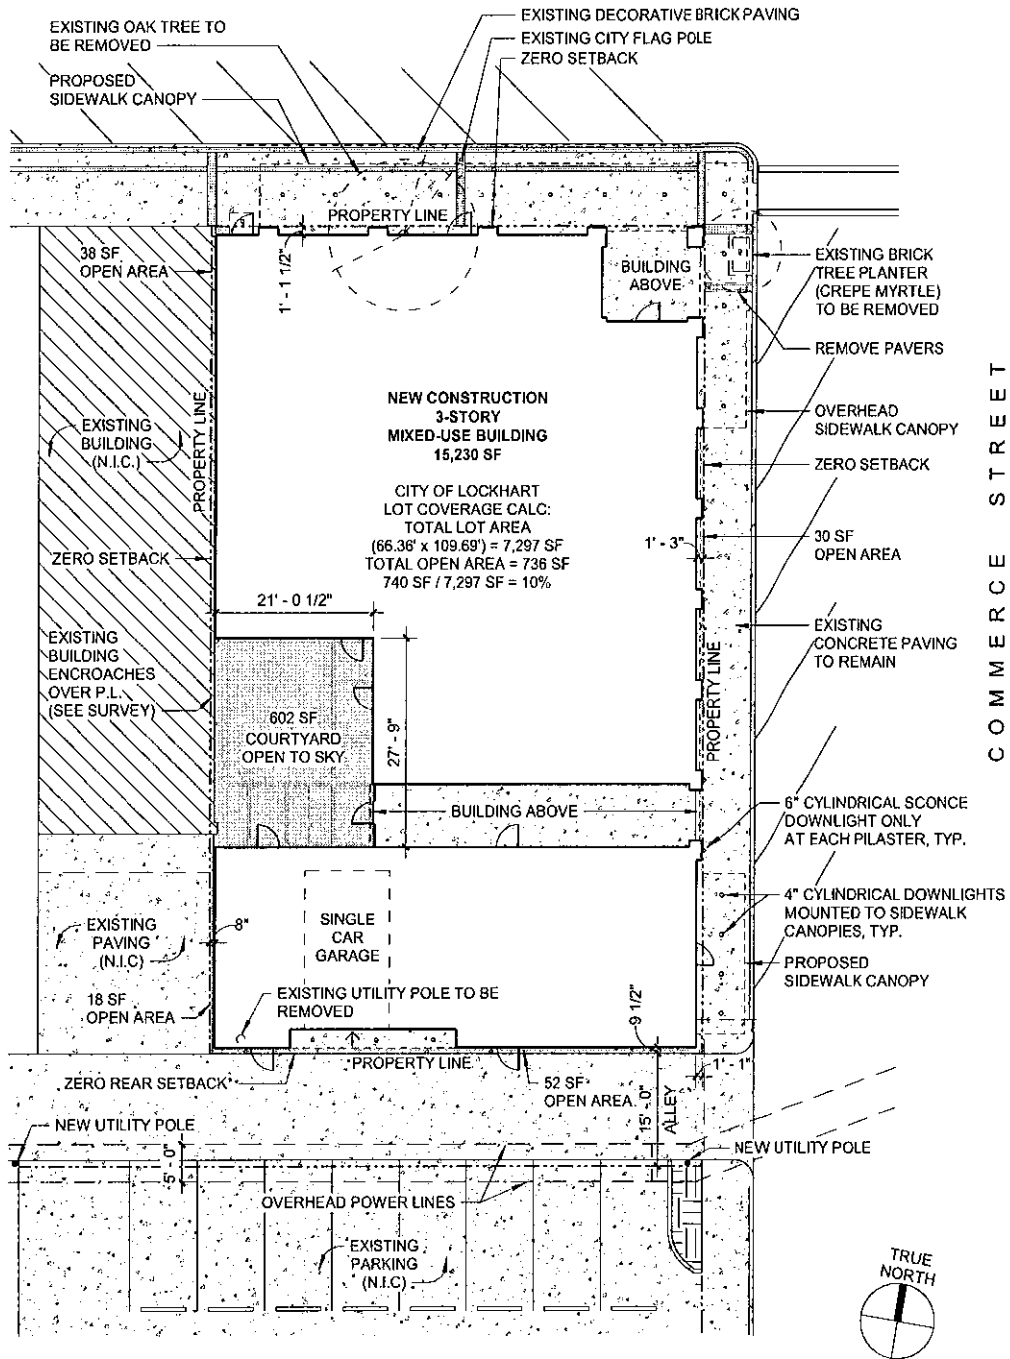 EXISTING OAK TREE TO
BE REMOVED
PROPOSED
SIDEWALK CANOPY
EXISTING DECORATIVE BRICK PAVING
EXISTING CITY FLAG POLE
ZERO SETBACK
PROPERTY LINE
38 SF
OPEN AREA
1' - 1 1/2"
BUILDING
ABOVE
EXISTING BRICK
TREE PLANTER
(CREPE MYRTLE)
TO BE REMOVED
REMOVE PAVERS
OVERHEAD
SIDEWALK CANOPY
ZERO SETBACK
30 SF
OPEN AREA
EXISTING
CONCRETE PAVING
TO REMAIN
COMMERCE STREET
EXISTING
BUILDING
(N.I.C.)
PROPERTY LINE
ZERO SETBACK
EXISTING
BUILDING
ENCROACHES
OVER P.L.
(SEE SURVEY)
NEW CONSTRUCTION
3-STORY
MIXED-USE BUILDING
15,230 SF
CITY OF LOCKHART
LOT COVERAGE CALC:
TOTAL LOT AREA
(66.36' x 109.69') = 7,297 SF
TOTAL OPEN AREA = 736 SF
740 SF / 7,297 SF = 10%
1' - 3"
21' - 0 1/2"
27' - 9"
602 SF
COURTYARD
OPEN TO SKY
PROPERTY LINE
BUILDING ABOVE
6" CYLINDRICAL SCONCE
DOWNLIGHT ONLY
AT EACH PILASTER, TYP.
4" CYLINDRICAL DOWNLIGHTS
MOUNTED TO SIDEWALK
CANOPIES, TYP.
PROPOSED
SIDEWALK CANOPY
EXISTING
PAVING
(N.I.C)
8"
SINGLE
CAR
GARAGE
18 SF
OPEN AREA
EXISTING UTILITY POLE TO BE
REMOVED
9 1/2"
PROPERTY LINE
ZERO REAR SETBACK
52 SF
OPEN AREA
1'- 1"
15' - 0"
ALLEY
NEW UTILITY POLE
NEW UTILITY POLE
5' - 0"
OVERHEAD POWER LINES
EXISTING
PARKING
(N.I.C)
TRUE
NORTH